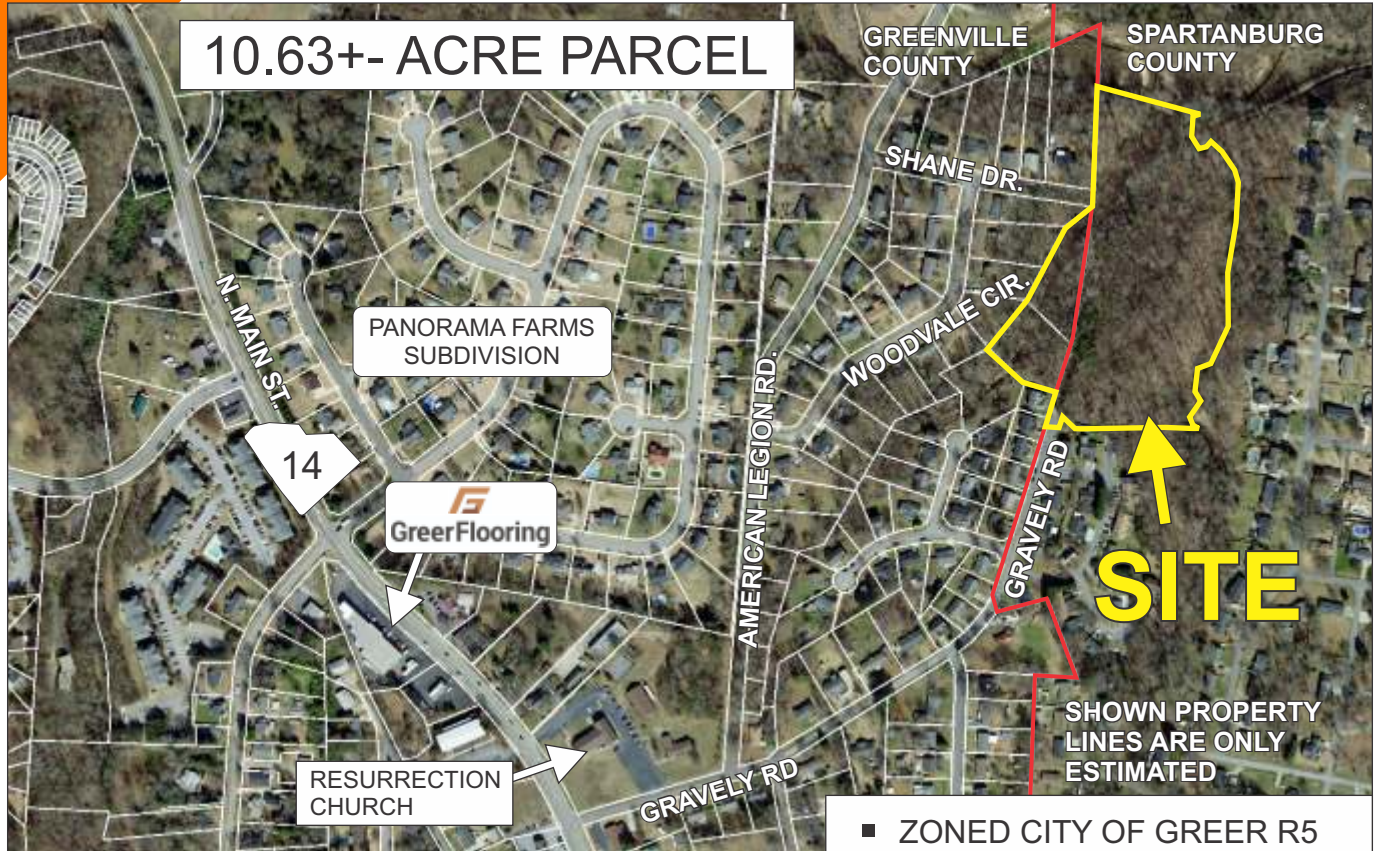 10.63+- ACRE PARCEL
GREENVILLE
COUNTY
SPARTANBURG
COUNTY
SHANE DR.
N. MAIN ST.
PANORAMA FARMS
SUBDIVISION
WOODVALE CIR.
AMERICAN LEGION RD.
14
GreerFlooring
GRAVELY RD
SITE
RESURRECTION
CHURCH
GRAVELY RD
SHOWN PROPERTY
LINES ARE ONLY
ESTIMATED
▪ ZONED CITY OF GREER R5